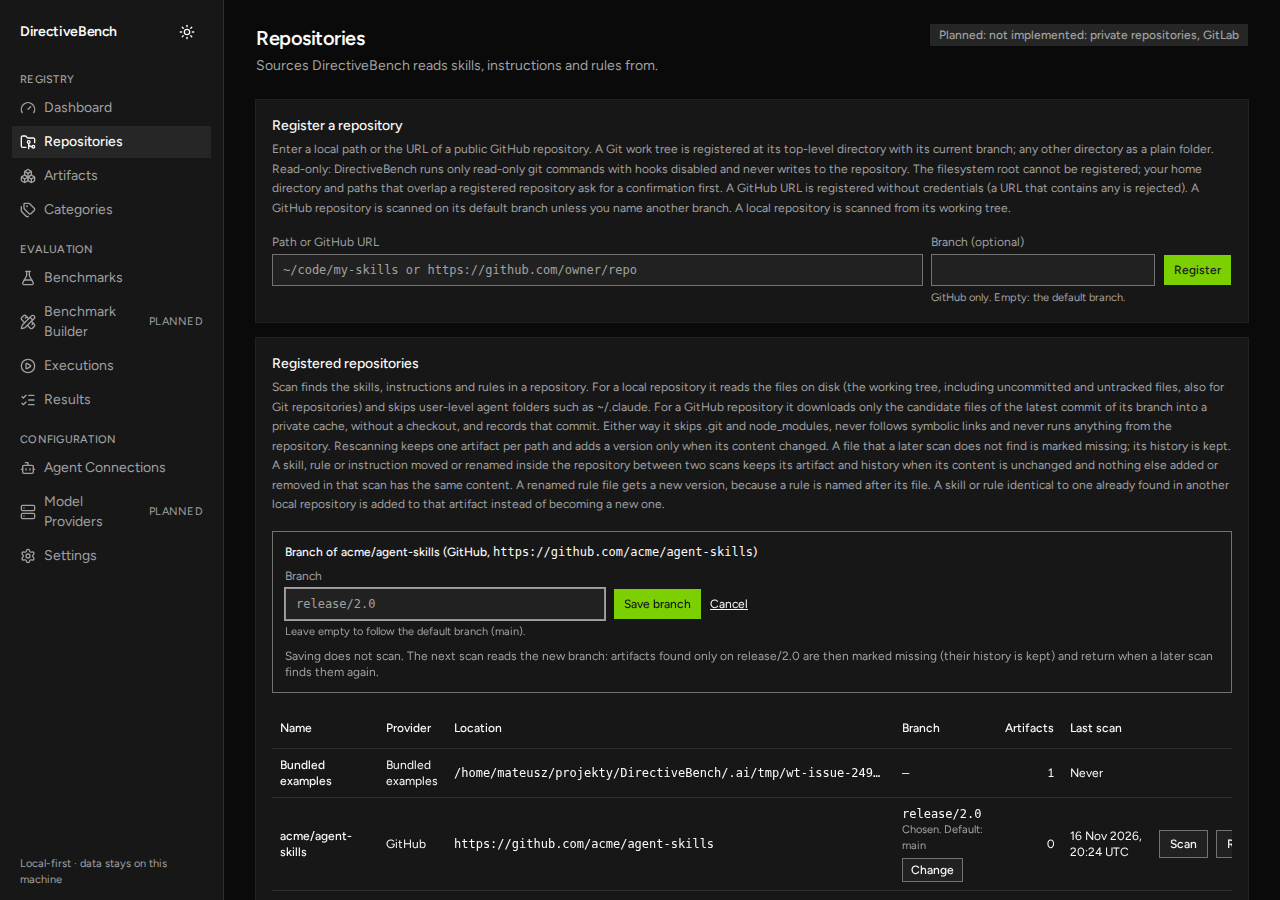 DirectiveBench
REGISTRY
Dashboard
Repositories
Artifacts
Categories
EVALUATION
Benchmarks
Benchmark
Builder
PLANNED
Executions
Results
CONFIGURATION
Agent Connections
Model
Providers
PLANNED
Settings
Local-first · data stays on this
machine
Repositories
Planned: not implemented: private repositories, GitLab
Sources DirectiveBench reads skills, instructions and rules from.
Register a repository
Enter a local path or the URL of a public GitHub repository. A Git work tree is registered at its top-level directory with its current branch; any other directory as a plain folder.
Read-only: DirectiveBench runs only read-only git commands with hooks disabled and never writes to the repository. The filesystem root cannot be registered; your home
directory and paths that overlap a registered repository ask for a confirmation first. A GitHub URL is registered without credentials (a URL that contains any is rejected). A
GitHub repository is scanned on its default branch unless you name another branch. A local repository is scanned from its working tree.
Path or GitHub URL
Branch (optional)
~/code/my-skills or https://github.com/owner/repo
Register
GitHub only. Empty: the default branch.
Registered repositories
Scan finds the skills, instructions and rules in a repository. For a local repository it reads the files on disk (the working tree, including uncommitted and untracked files, also for
Git repositories) and skips user-level agent folders such as ~/.claude. For a GitHub repository it downloads only the candidate files of the latest commit of its branch into a
private cache, without a checkout, and records that commit. Either way it skips .git and node_modules, never follows symbolic links and never runs anything from the
repository. Rescanning keeps one artifact per path and adds a version only when its content changed. A file that a later scan does not find is marked missing; its history is kept.
A skill, rule or instruction moved or renamed inside the repository between two scans keeps its artifact and history when its content is unchanged and nothing else added or
removed in that scan has the same content. A renamed rule file gets a new version, because a rule is named after its file. A skill or rule identical to one already found in another
local repository is added to that artifact instead of becoming a new one.
Branch of acme/agent-skills (GitHub, https://github.com/acme/agent-skills)
Branch
release/2.0
Save branch
Cancel
Leave empty to follow the default branch (main).
Saving does not scan. The next scan reads the new branch: artifacts found only on release/2.0 are then marked missing (their history is kept) and return when a later scan
finds them again.
Name
Provider
Location
Branch
Artifacts
Last scan
Bundled
examples
Bundled
examples
/home/mateusz/projekty/DirectiveBench/.ai/tmp/wt-issue-249…
—
1
Never
acme/agent-
skills
GitHub
https://github.com/acme/agent-skills
release/2.0
Chosen. Default:
main
Change
0
16 Nov 2026,
20:24 UTC
Scan